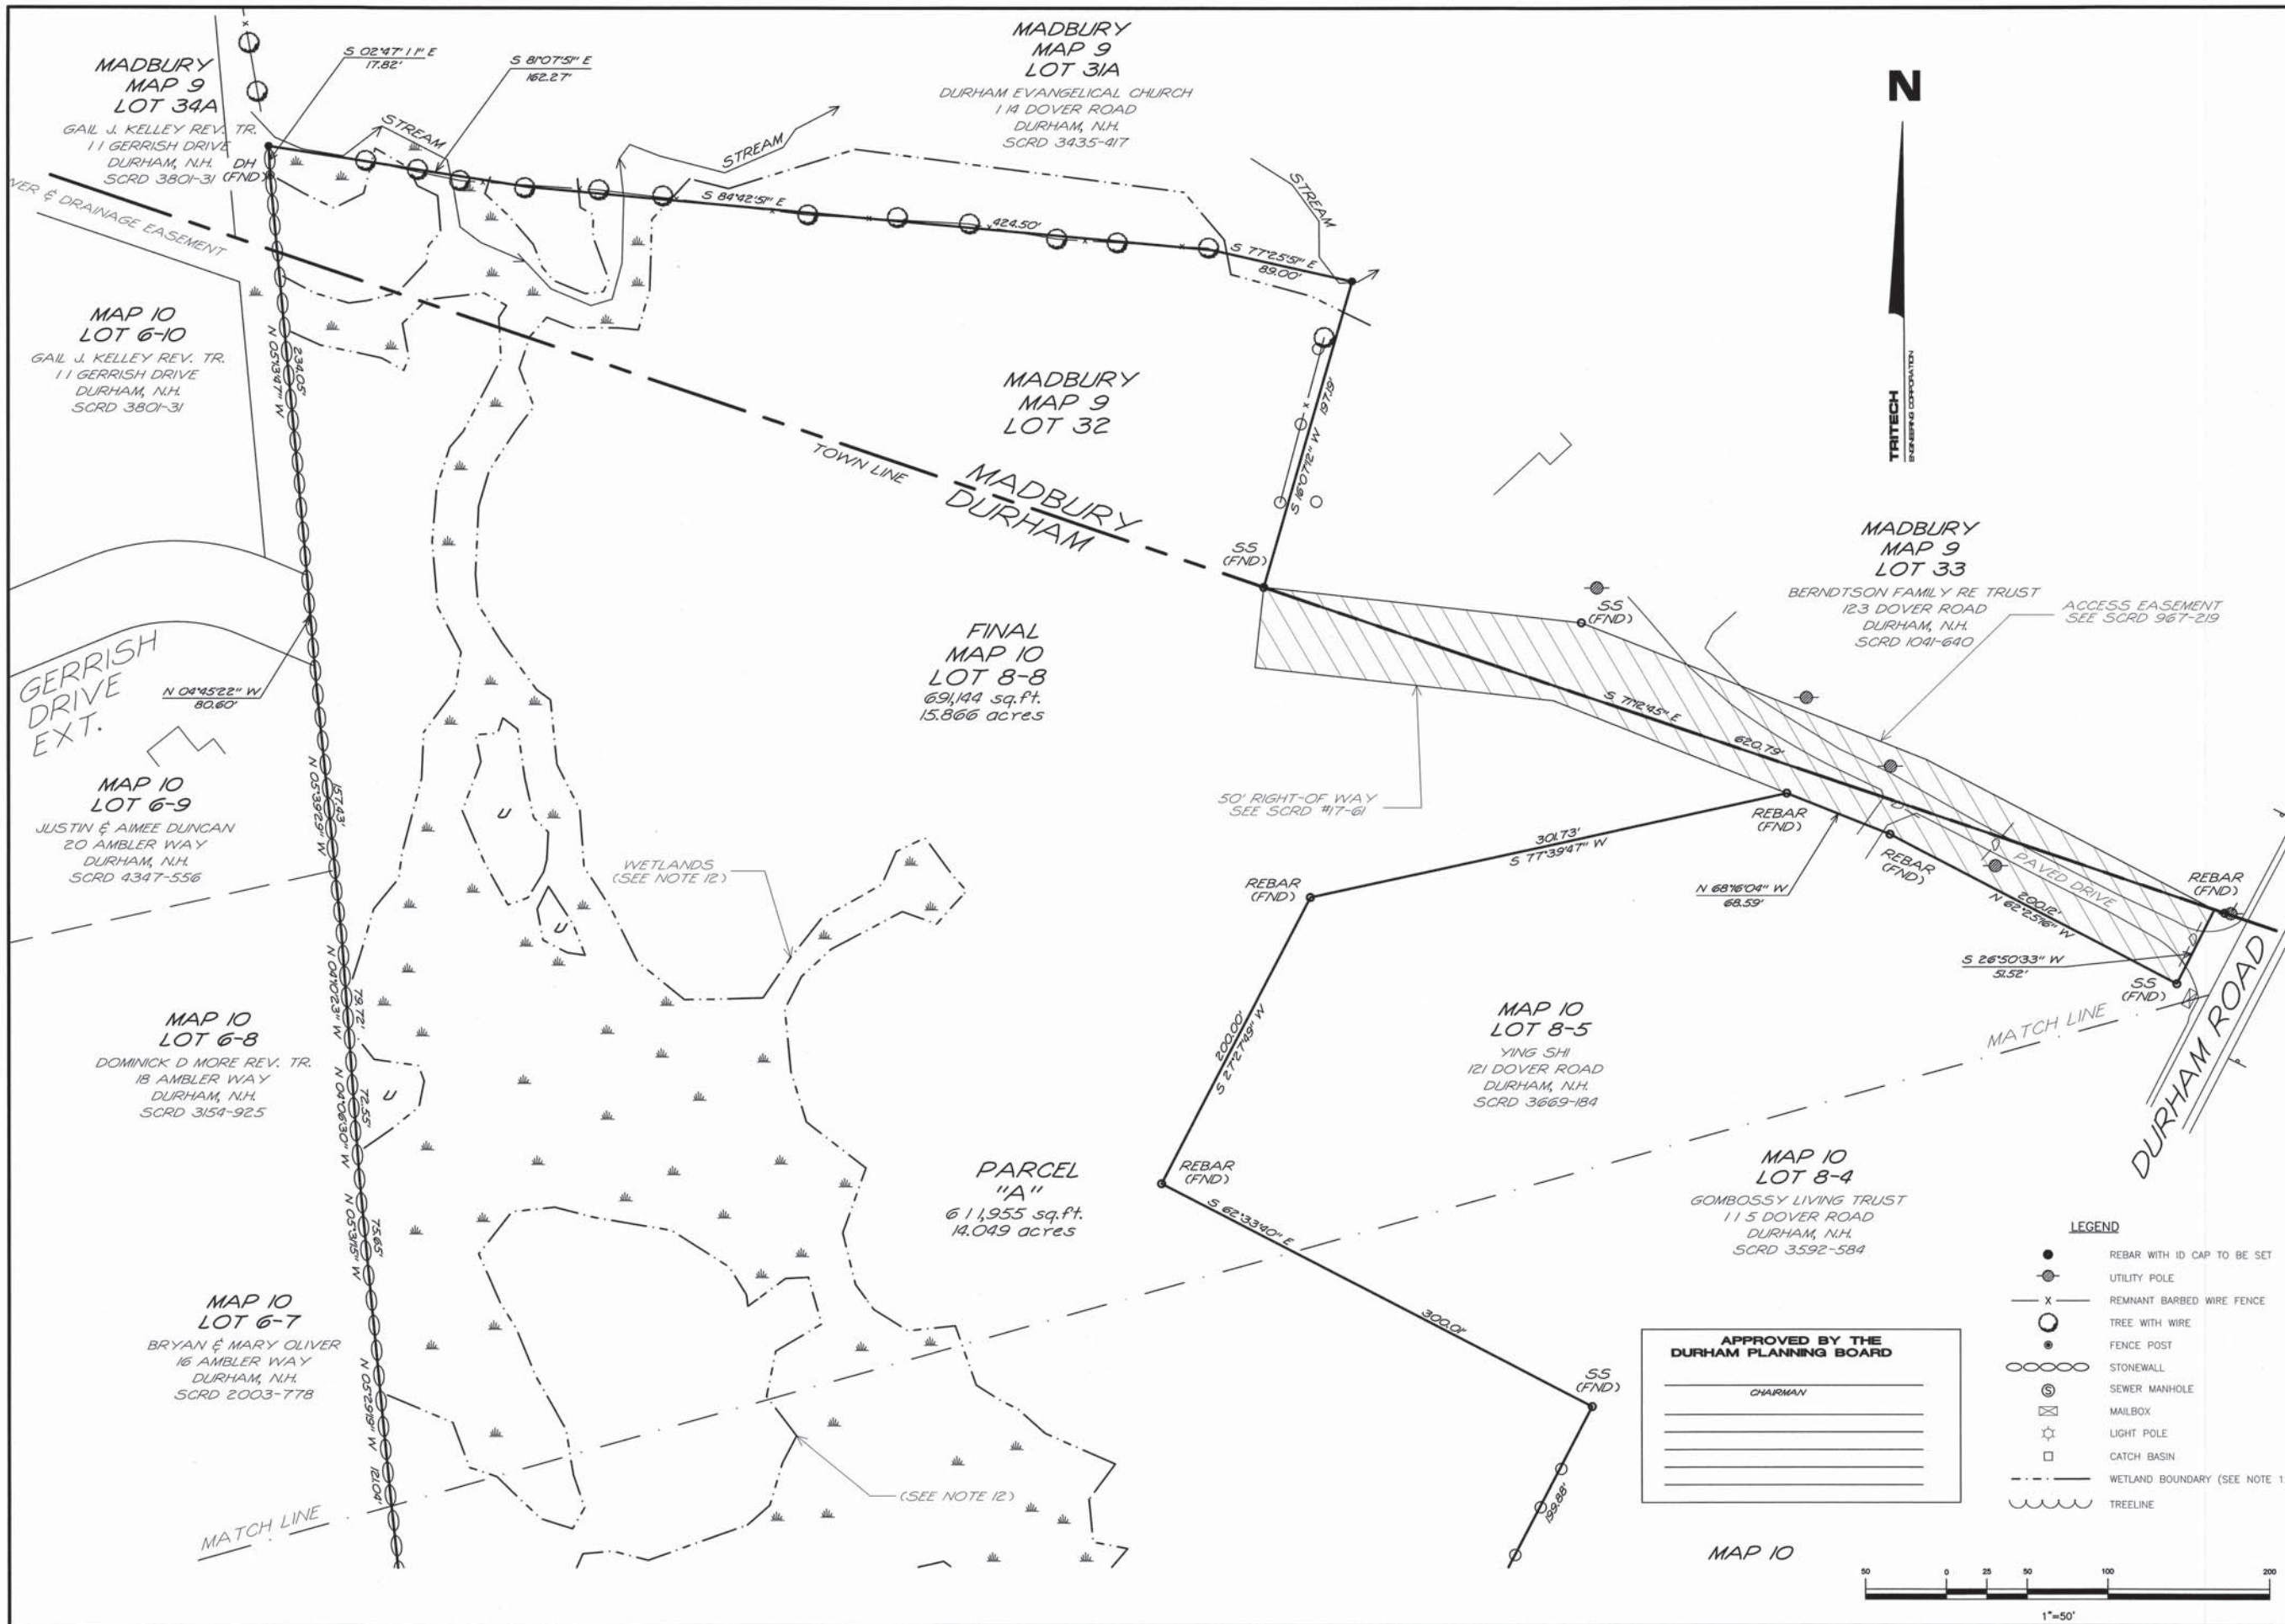 MADBURY
MAP 9
LOT 34A
GAIL J. KELLEY REV. TR.
11 GERRISH DRIVE
DURHAM, N.H.
SCRD 3801-31
DH
(FND)
S 02°47'11" E
17.82'
S 81°07'51" E
162.27'
MADBURY
MAP 9
LOT 31A
DURHAM EVANGELICAL CHURCH
114 DOVER ROAD
DURHAM, N.H.
SCRD 3435-417
N
TRITECH
ENGINEERING CORPORATION
STREAM
STREAM
STREAM
S 84°42'51" E
424.50'
S 77°25'51" E
89.00'
VER & DRAINAGE EASEMENT
MAP 10
LOT 6-10
GAIL J. KELLEY REV. TR.
11 GERRISH DRIVE
DURHAM, N.H.
SCRD 3801-31
234.05'
N 05°13'47" W
MADBURY
MAP 9
LOT 32
197.19'
S 16°07'12" W
TOWN LINE
MADBURY
DURHAM
SS
(FND)
MADBURY
MAP 9
LOT 33
BERNDTSON FAMILY RE TRUST
123 DOVER ROAD
DURHAM, N.H.
SCRD 1041-640
ACCESS EASEMENT
SEE SCRD 967-219
SS
(FND)
FINAL
MAP 10
LOT 8-8
691,144 sq.ft.
15.866 acres
GERRISH
DRIVE
EXT.
N 04°45'22" W
80.60'
S 71°12'45" E
620.79'
MAP 10
LOT 6-9
JUSTIN & AIMEE DUNCAN
20 AMBLER WAY
DURHAM, N.H.
SCRD 4347-556
157.43'
N 05°39'29" W
50' RIGHT-OF WAY
SEE SCRD #17-61
REBAR
(FND)
REBAR
(FND)
PAVED DRIVE
REBAR
(FND)
U
U
WETLANDS
(SEE NOTE 12)
301.73'
S 77°39'47" W
REBAR
(FND)
N 68°16'04" W
68.59'
200.12'
N 62°25'16" W
S 26°50'33" W
51.52'
SS
(FND)
DURHAM ROAD
P
P
MATCH LINE
MAP 10
LOT 6-8
DOMINICK D MORE REV. TR.
18 AMBLER WAY
DURHAM, N.H.
SCRD 3154-925
79.72'
N 04°10'23" W
72.55'
N 04°06'30" W
U
200.00'
S 27°27'49" W
MAP 10
LOT 8-5
YING SHI
121 DOVER ROAD
DURHAM, N.H.
SCRD 3669-184
PARCEL
"A"
611,955 sq.ft.
14.049 acres
REBAR
(FND)
S 62°33'40" E
300.01'
MAP 10
LOT 8-4
GOMBOSSY LIVING TRUST
115 DOVER ROAD
DURHAM, N.H.
SCRD 3592-584
75.65'
N 05°31'15" W
MAP 10
LOT 6-7
BRYAN & MARY OLIVER
16 AMBLER WAY
DURHAM, N.H.
SCRD 2003-778
N 05°29'19" W
121.04'
MATCH LINE
(SEE NOTE 12)
SS
(FND)
199.88'
APPROVED BY THE
DURHAM PLANNING BOARD
CHAIRMAN
LEGEND
REBAR WITH ID CAP TO BE SET
UTILITY POLE
X REMNANT BARBED WIRE FENCE
TREE WITH WIRE
FENCE POST
STONEWALL
S SEWER MANHOLE
MAILBOX
LIGHT POLE
CATCH BASIN
WETLAND BOUNDARY (SEE NOTE 1
TREELINE
MAP 10
50 0 25 50 100 200
1"=50'